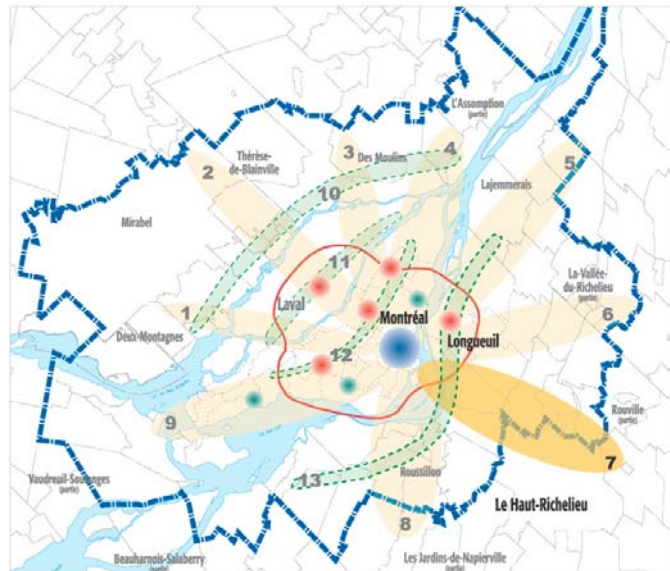 L'Assomption
(partie)
3
Des Moulins
4
Thérèse-
de-Blainville
2
5
Lajemmerais
10
Mirabel
11
La-Vallée-
du-Richelieu
(partie)
Laval
1
Montréal
6
Deux-Montagnes
Longueuil
12
9
Rouville
(partie)
7
Vaudreuil-Soulanges
(partie)
13
Roussillon
Le Haut-Richelieu
8
Beauharnois-Salaberry
(partie)
Les Jardins-de-Napierville
(partie)